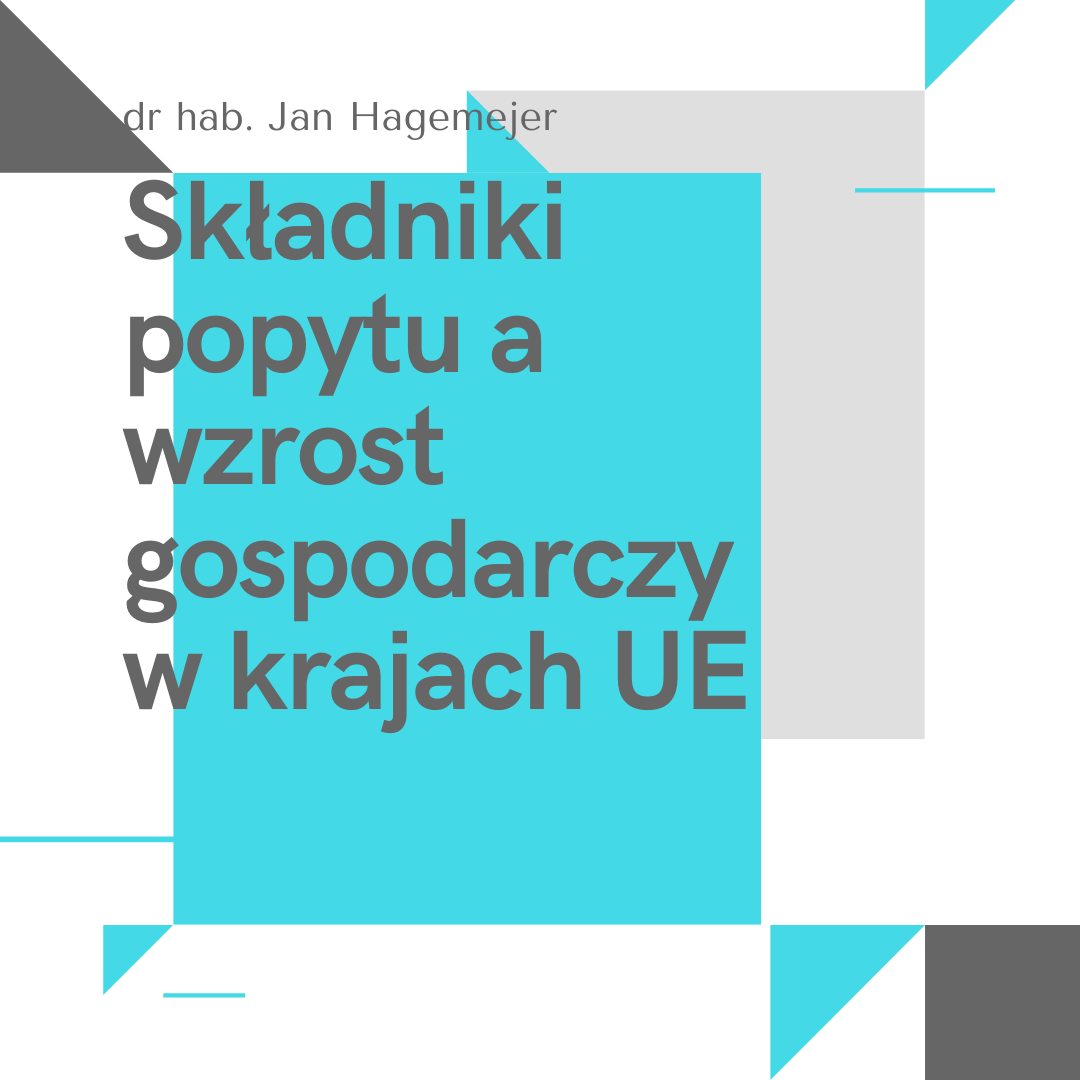 dr hab. Jan Hagemejer
Składniki
popytu a
wzrost
gospodarczy
w krajach UE